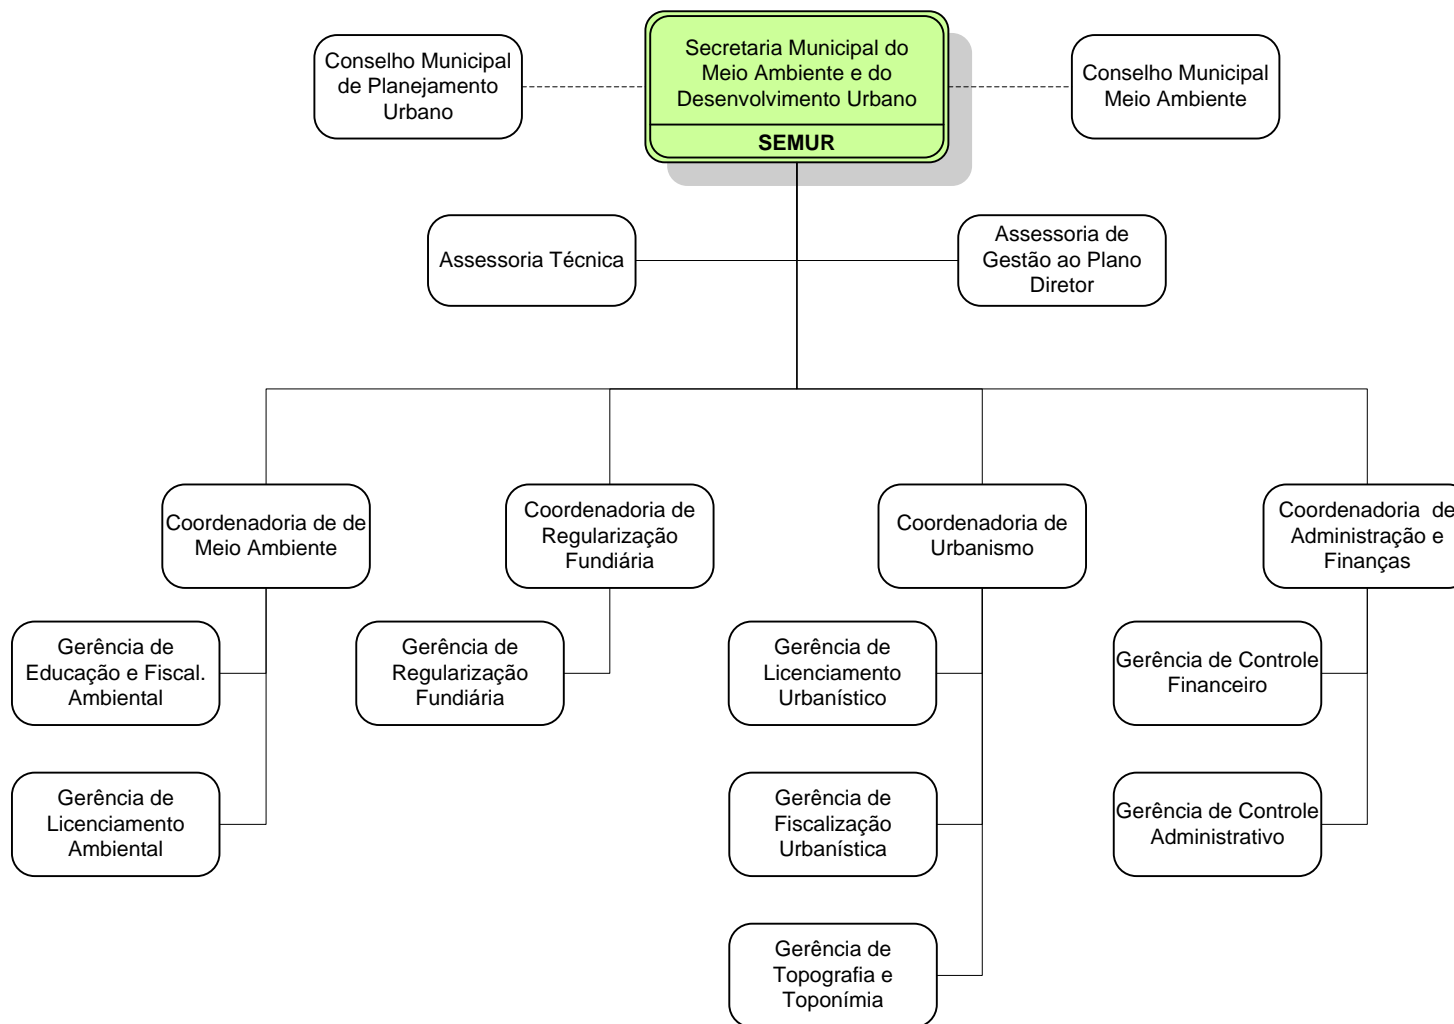 Conselho Municipal
de Planejamento
Urbano
Secretaria Municipal do
Meio Ambiente e do
Desenvolvimento Urbano
SEMUR
Conselho Municipal
Meio Ambiente
Assessoria Técnica
Assessoria de
Gestão ao Plano
Diretor
Coordenadoria de de
Meio Ambiente
Coordenadoria de
Regularização
Fundiária
Coordenadoria de
Urbanismo
Coordenadoria  de
Administração e
Finanças
Gerência de
Educação e Fiscal.
Ambiental
Gerência de
Regularização
Fundiária
Gerência de
Licenciamento
Urbanístico
Gerência de Controle
Financeiro
Gerência de
Licenciamento
Ambiental
Gerência de
Fiscalização
Urbanística
Gerência de Controle
Administrativo
Gerência de
Topografia e
Toponímia